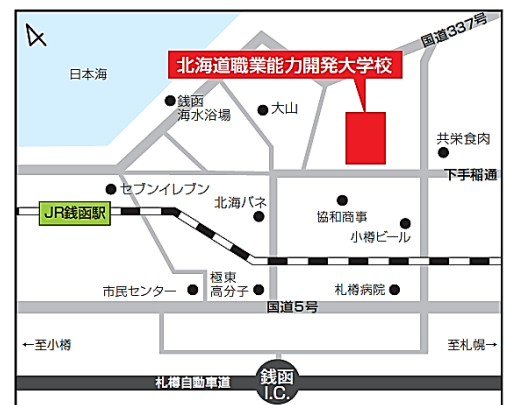 国道337号
日本海
北海道職業能力開発大学校
銭函
海水浴場
大山
共栄食肉
下手稲通
セブンイレブン
JR銭函駅
北海バネ
協和商事
小樽ビール
市民センター
極東
高分子
札樽病院
国道5号
←至小樽
至札幌→
札樽自動車道
銭函
I.C.